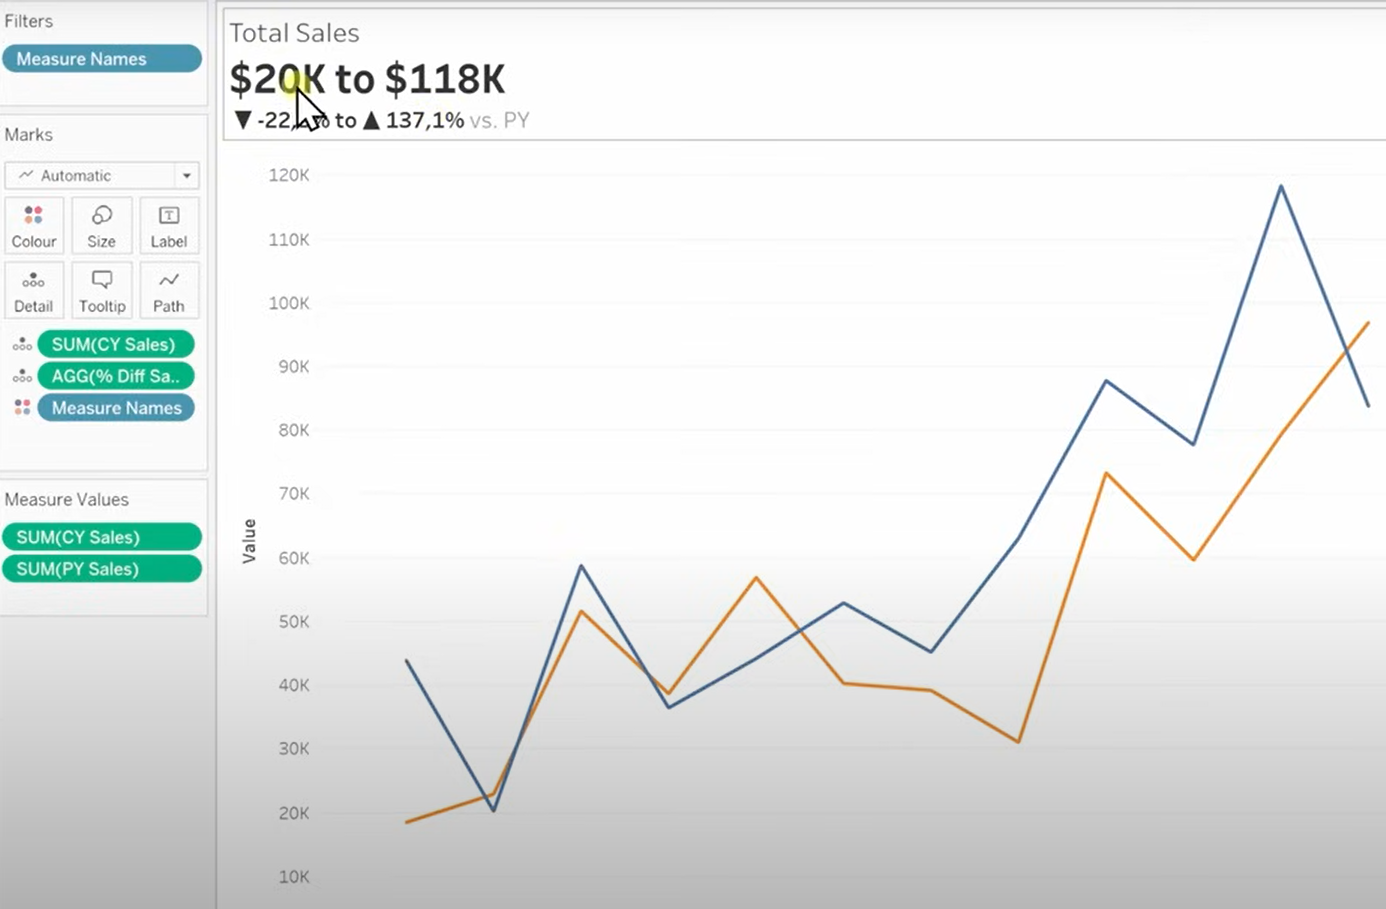 Filters
Measure Names
Marks
Automatic
Colour
Size
Label
Detail
Tooltip
Path
SUM(CY Sales)
AGG(% Diff Sa..
Measure Names
Measure Values
SUM(CY Sales)
SUM(PY Sales)
Total Sales
$20K to $118K
▼ to ▲ 137,1% vs. PY
120K
110K
100K
90K
80K
70K
60K
50K
40K
30K
20K
10K
Value